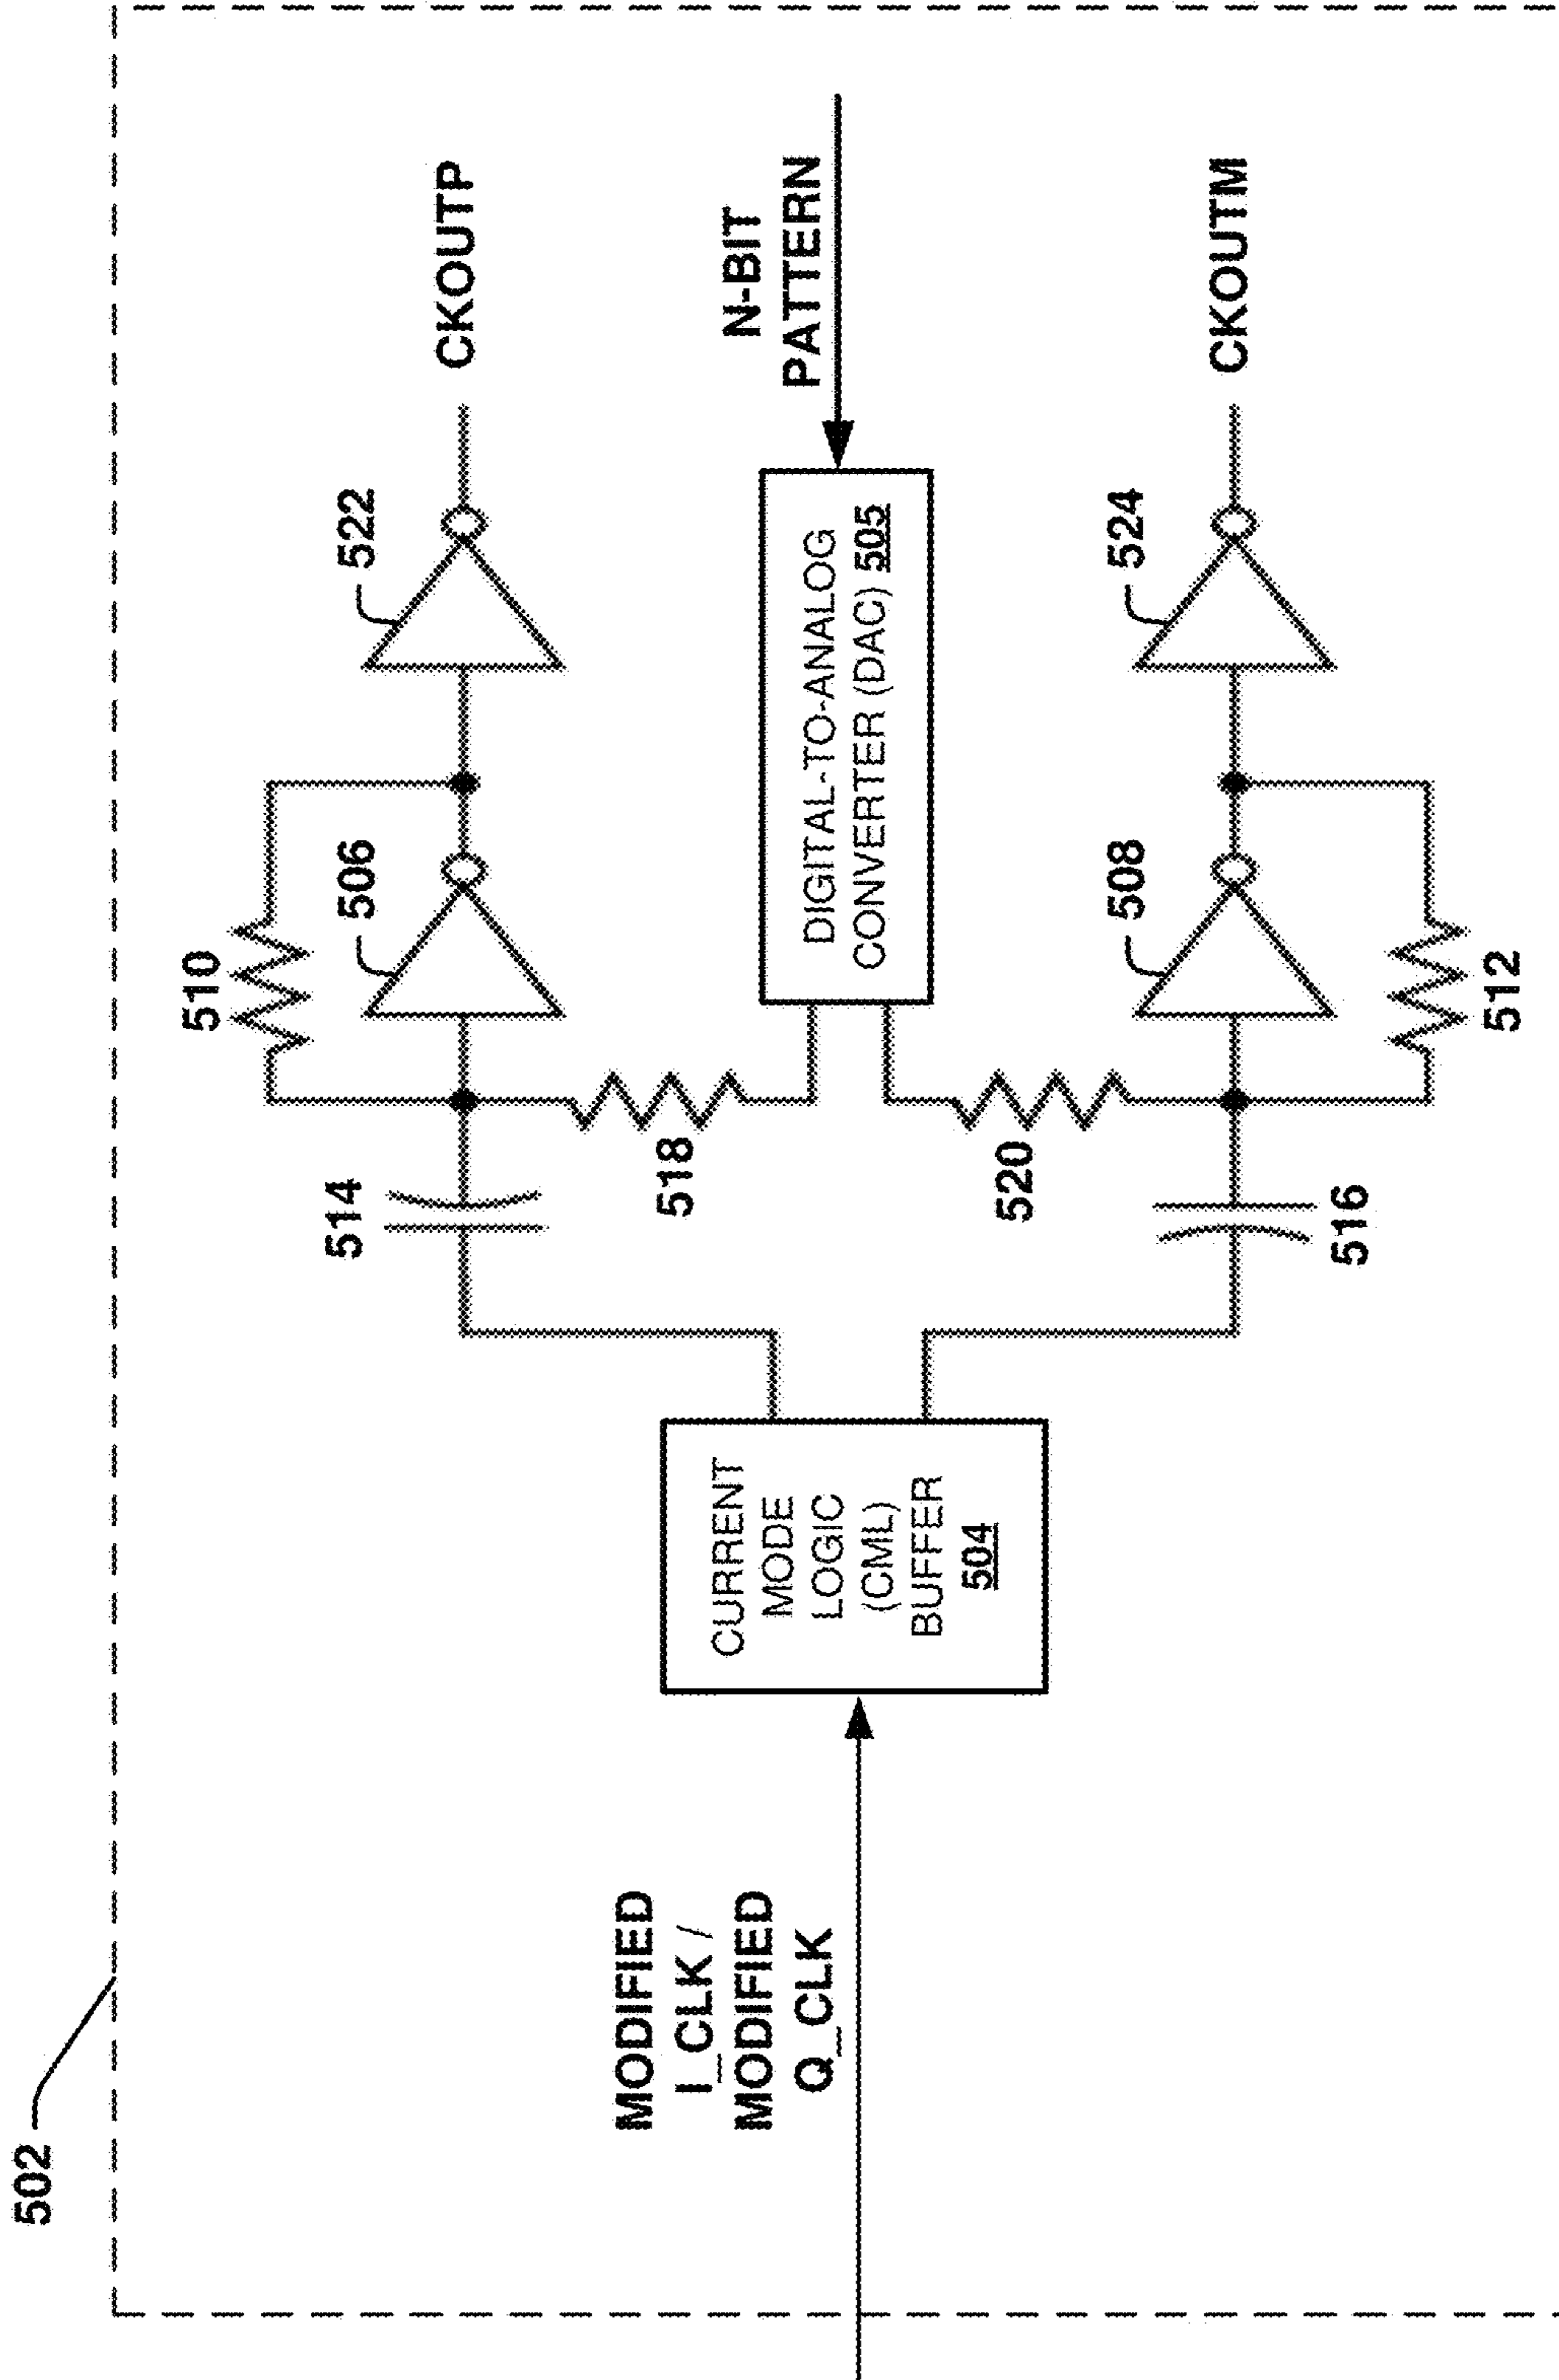 502
MODIFIED
I_CLK /
MODIFIED
Q_CLK
CURRENT
MODE
LOGIC
(CML)
BUFFER
504
514
516
510
506
518
520
508
512
DIGITAL-TO-ANALOG
CONVERTER (DAC) 505
522
524
N-BIT
PATTERN
CKOUTP
CKOUTM